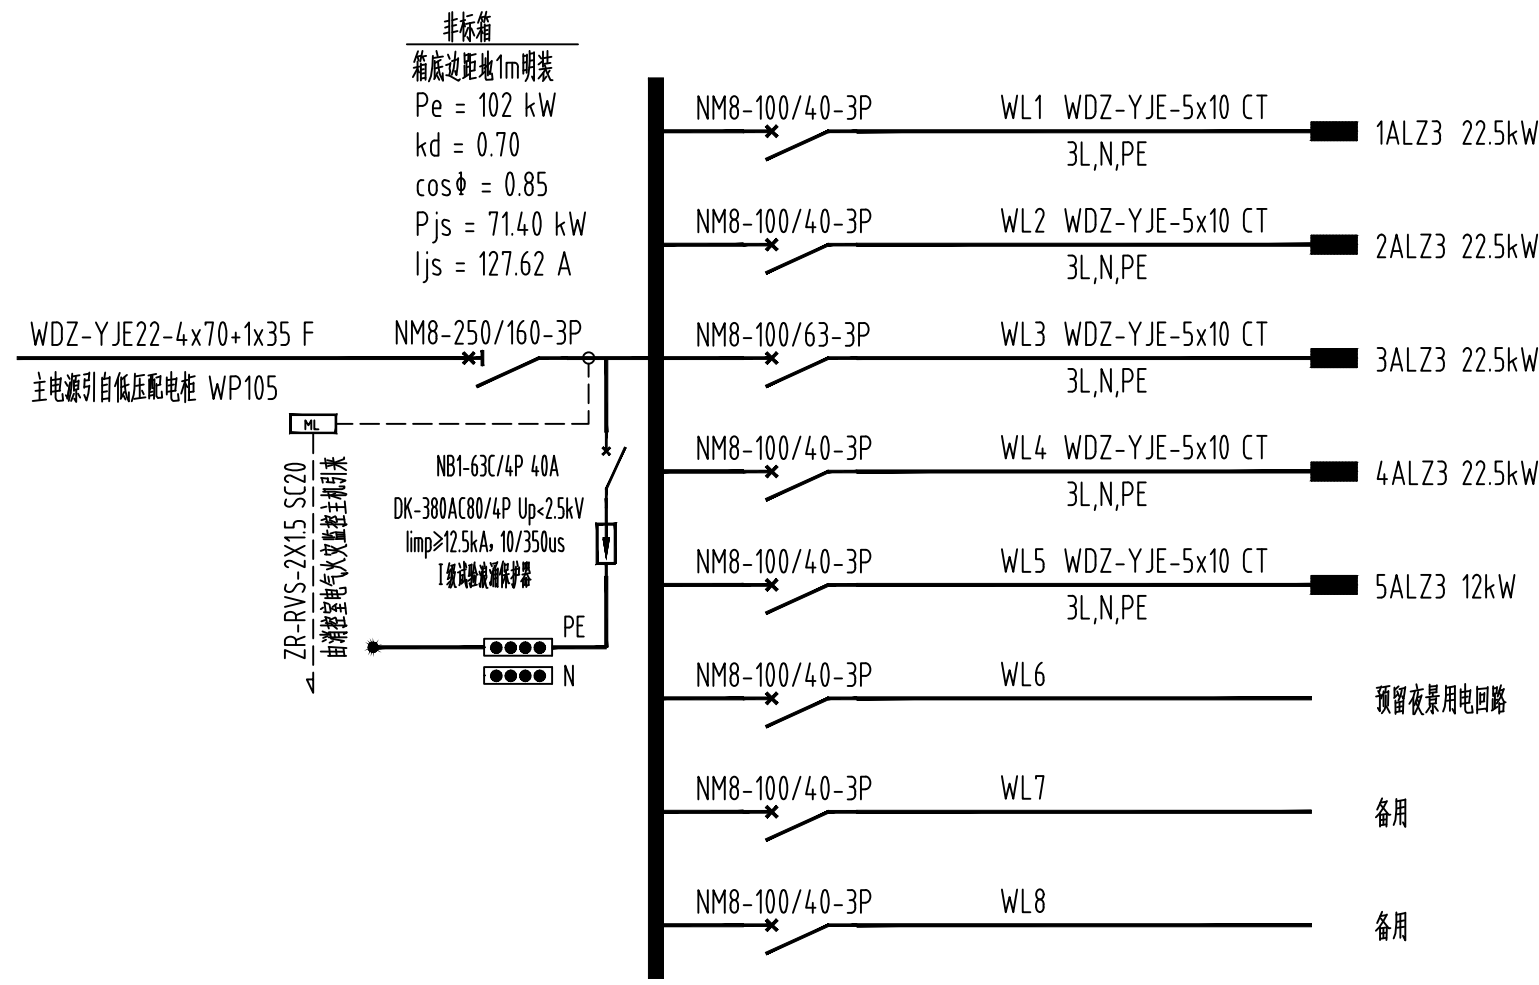 非标箱
箱底边距地1m明装
Pe = 102 kW
kd = 0.70
cosΦ = 0.85
Pjs = 71.40 kW
Ijs = 127.62 A
WDZ-YJE22-4x70+1x35 F
NM8-250/160-3P
主电源引自低压配电柜 WP105
ML
ZR-RVS-2X1.5 SC20
由消控室电气火灾监控主机引来
NB1-63C/4P 40A
DK-380AC80/4P Up<2.5kV
Iimp≥12.5kA, 10/350us
I级试验浪涌保护器
PE
N
NM8-100/40-3P WL1 WDZ-YJE-5x10 CT
3L,N,PE
1ALZ3 22.5kW
NM8-100/40-3P WL2 WDZ-YJE-5x10 CT
3L,N,PE
2ALZ3 22.5kW
NM8-100/63-3P WL3 WDZ-YJE-5x10 CT
3L,N,PE
3ALZ3 22.5kW
NM8-100/40-3P WL4 WDZ-YJE-5x10 CT
3L,N,PE
4ALZ3 22.5kW
NM8-100/40-3P WL5 WDZ-YJE-5x10 CT
3L,N,PE
5ALZ3 12kW
NM8-100/40-3P WL6
预留夜景用电回路
NM8-100/40-3P WL7
备用
NM8-100/40-3P WL8
备用